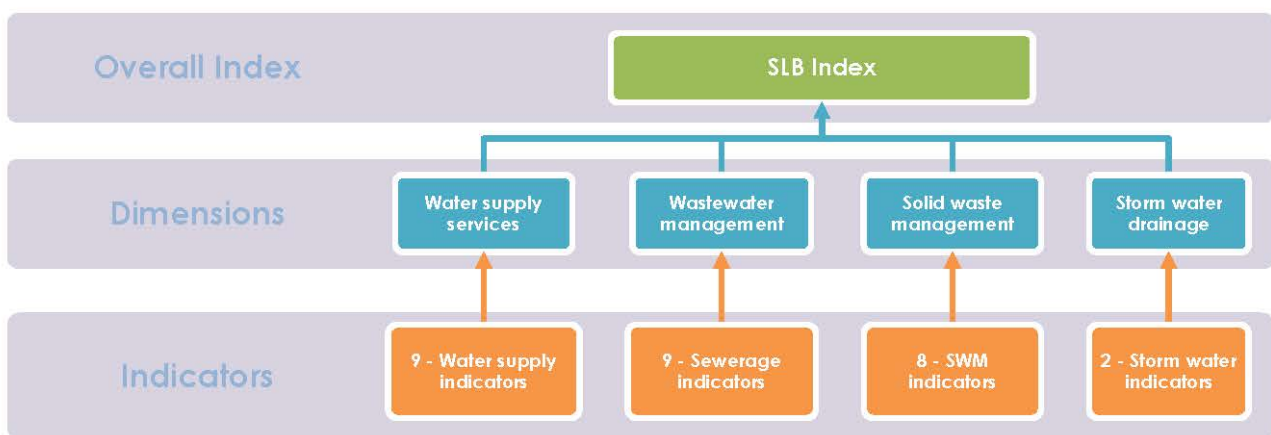 Overall Index
SLB Index
Dimensions
Water supply
services
Wastewater
management
Solid waste
management
Storm water
drainage
Indicators
9 - Water supply
indicators
9 - Sewerage
indicators
8 - SWM
indicators
2 - Storm water
indicators